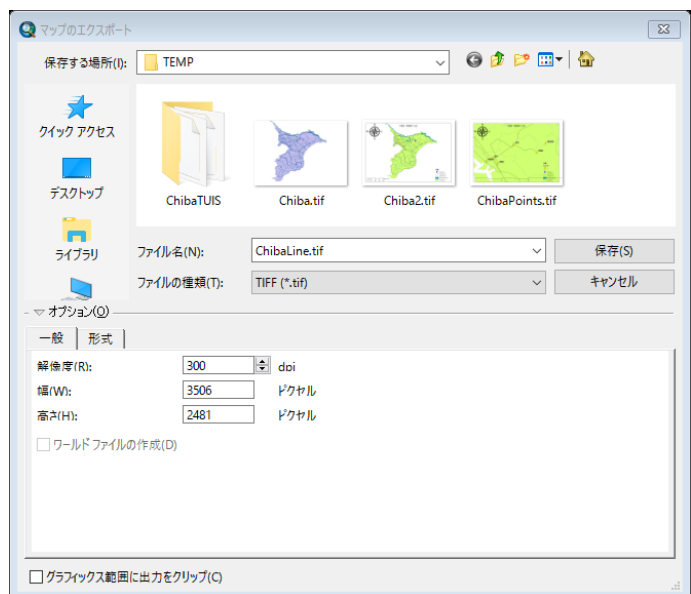 マップのエクスポート
保存する場所(I): TEMP
クイック アクセス
デスクトップ
ライブラリ
ChibaTUIS Chiba.tif Chiba2.tif ChibaPoints.tif
ファイル名(N): ChibaLine.tif 保存(S)
ファイルの種類(T): TIFF (*.tif) キャンセル
オプション(O)
一般 形式
解像度(R): 300 dpi
幅(W): 3506 ピクセル
高さ(H): 2481 ピクセル
ワールド ファイルの作成(D)
グラフィックス範囲に出力をクリップ(C)